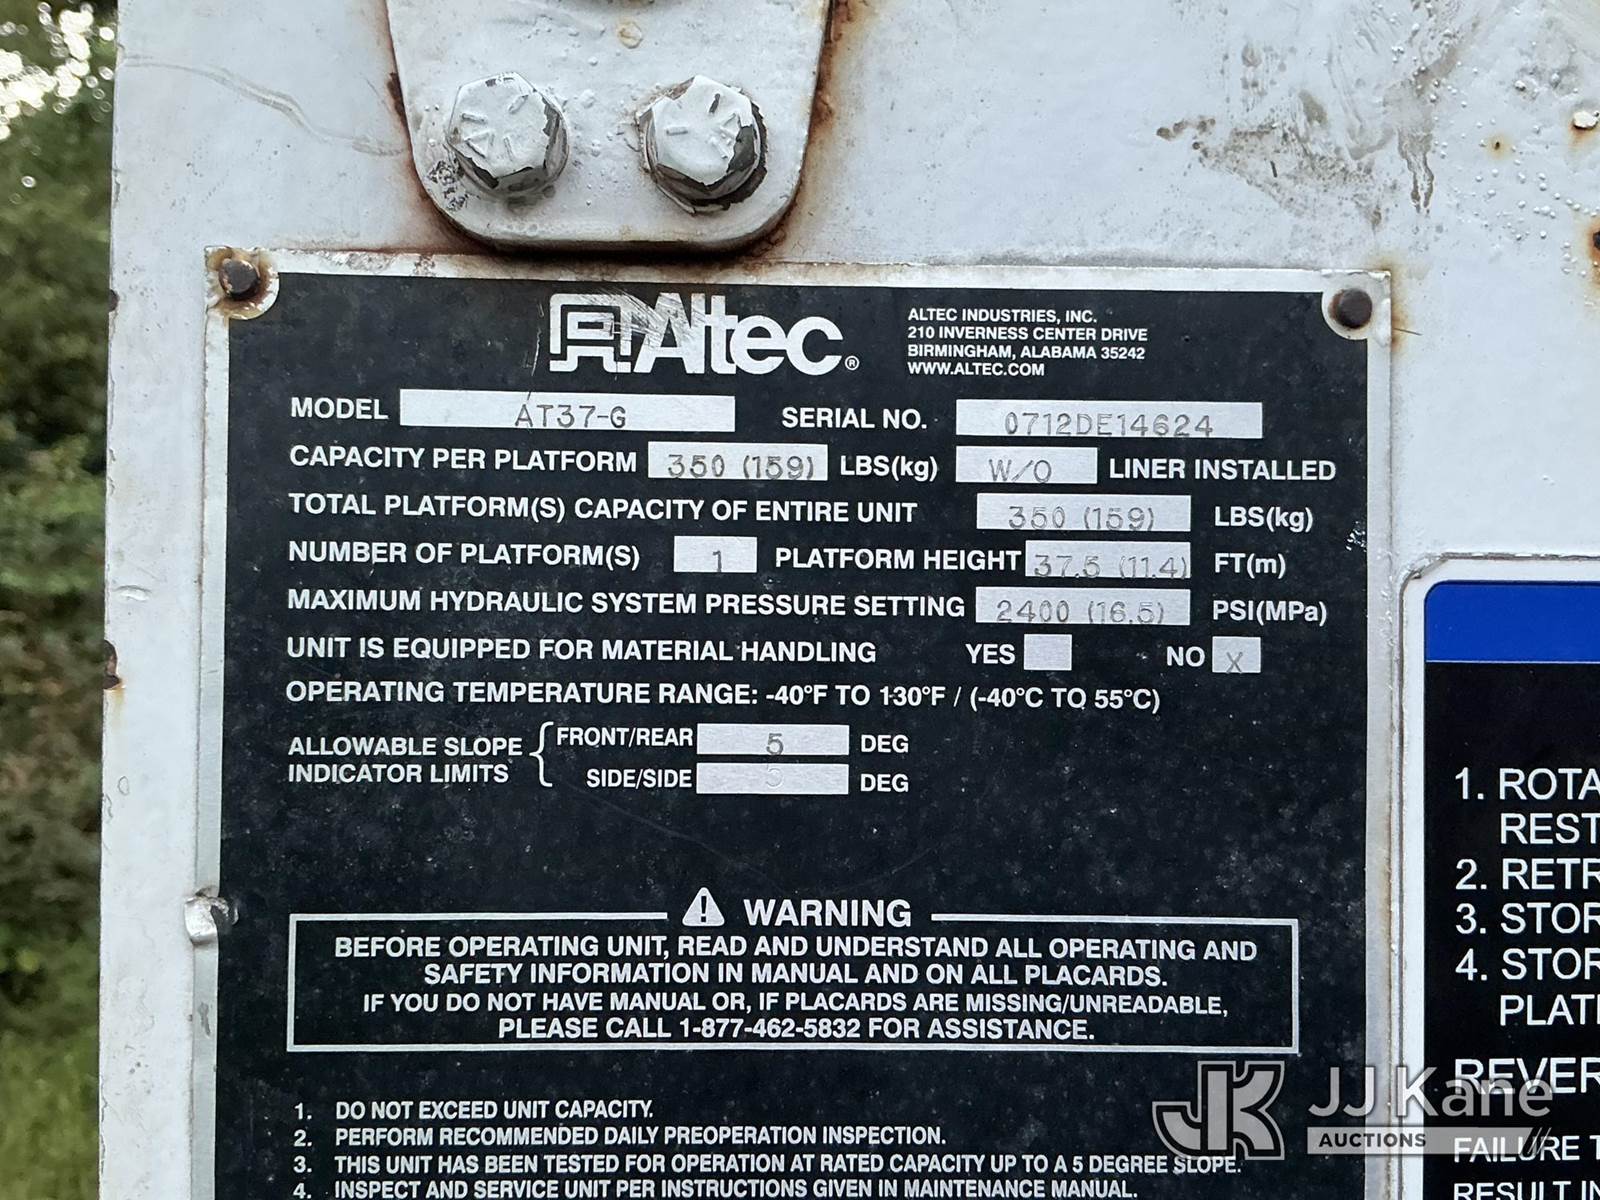 Altec®
ALTEC INDUSTRIES, INC.
210 INVERNESS CENTER DRIVE
BIRMINGHAM, ALABAMA 35242
WWW.ALTEC.COM
MODEL AT37-G SERIAL NO. 0712DE14624
CAPACITY PER PLATFORM 350 (159) LBS(kg) W/O LINER INSTALLED
TOTAL PLATFORM(S) CAPACITY OF ENTIRE UNIT 350 (159) LBS(kg)
NUMBER OF PLATFORM(S) 1 PLATFORM HEIGHT 37.5 (11.4) FT(m)
MAXIMUM HYDRAULIC SYSTEM PRESSURE SETTING 2400 (16.5) PSI(MPa)
UNIT IS EQUIPPED FOR MATERIAL HANDLING YES NO X
OPERATING TEMPERATURE RANGE: -40°F TO 130°F / (-40°C TO 55°C)
ALLOWABLE SLOPE INDICATOR LIMITS
FRONT/REAR 5 DEG
SIDE/SIDE 5 DEG
WARNING
BEFORE OPERATING UNIT, READ AND UNDERSTAND ALL OPERATING AND
SAFETY INFORMATION IN MANUAL AND ON ALL PLACARDS.
IF YOU DO NOT HAVE MANUAL OR, IF PLACARDS ARE MISSING/UNREADABLE,
PLEASE CALL 1-877-462-5832 FOR ASSISTANCE.
1. DO NOT EXCEED UNIT CAPACITY.
2. PERFORM RECOMMENDED DAILY PREOPERATION INSPECTION.
3. THIS UNIT HAS BEEN TESTED FOR OPERATION AT RATED CAPACITY UP TO A 5 DEGREE SLOPE.
4. INSPECT AND SERVICE UNIT PER INSTRUCTIONS GIVEN IN MAINTENANCE MANUAL.
1. ROTA
REST
2. RETR
3. STOR
4. STOR
PLAT
REVER
FAILURE T
RESULT IN
JK JJ Kane
AUCTIONS